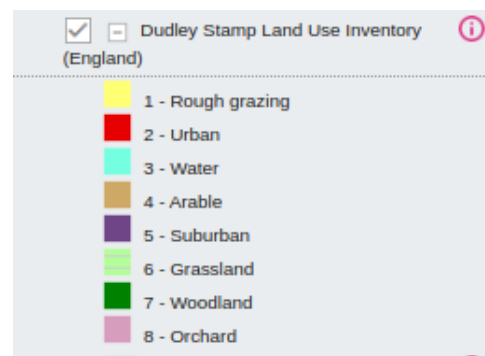 Dudley Stamp Land Use Inventory
(England)
1 - Rough grazing
2 - Urban
3 - Water
4 - Arable
5 - Suburban
6 - Grassland
7 - Woodland
8 - Orchard